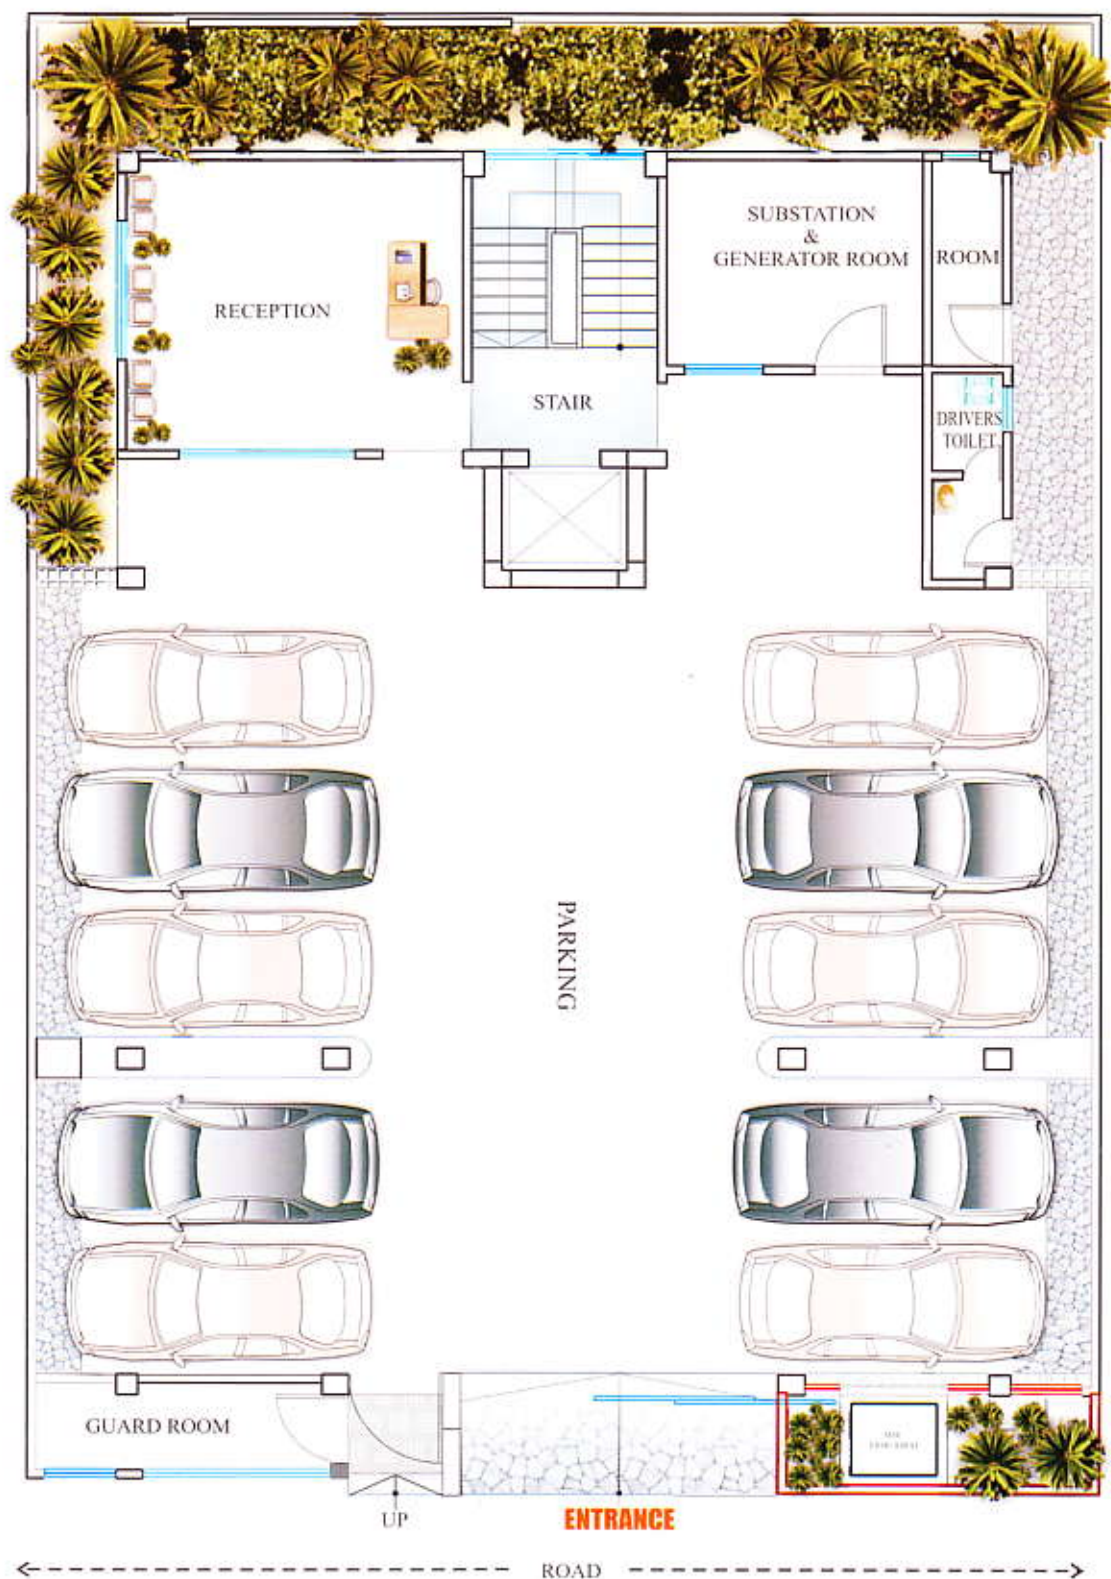 SUBSTATION
&
GENERATOR ROOM
ROOM
RECEPTION
STAIR
DRIVERS
TOILET
PARKING
GUARD ROOM
UP
ENTRANCE
ROAD